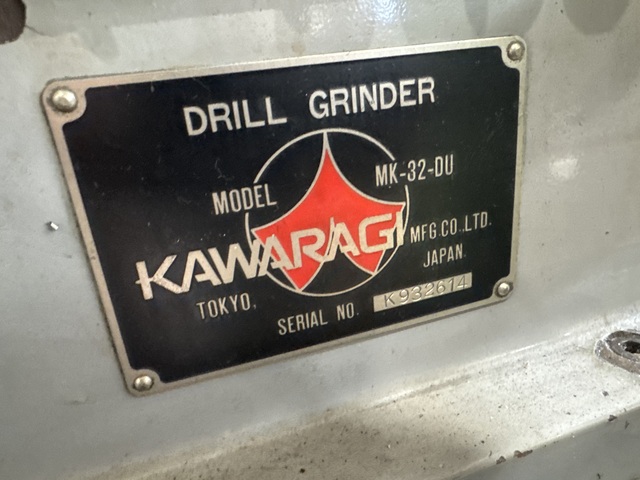 DRILL GRINDER
MODEL MK-32-DU
KAWARAGI MFG.CO.,LTD.
TOKYO, JAPAN.
SERIAL NO. K932614